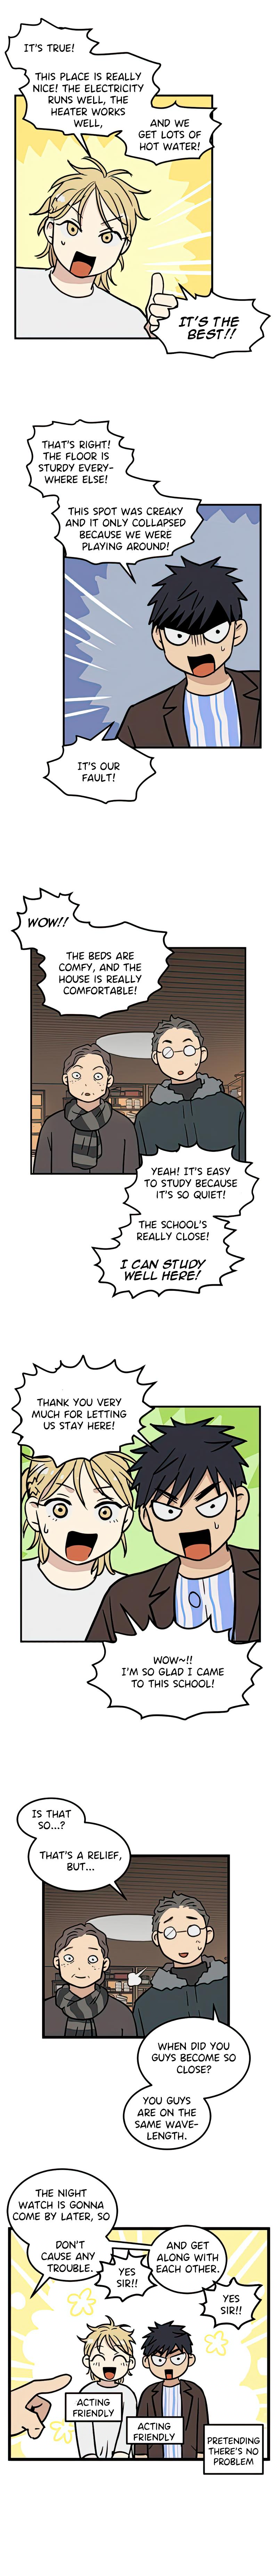 IT'S TRUE!
THIS PLACE IS REALLY
NICE! THE ELECTRICITY
RUNS WELL, THE
HEATER WORKS
WELL,
AND WE
GET LOTS OF
HOT WATER!
IT'S THE
BEST!!
THAT'S RIGHT!
THE FLOOR IS
STURDY EVERY-
WHERE ELSE!
THIS SPOT WAS CREAKY
AND IT ONLY COLLAPSED
BECAUSE WE WERE
PLAYING AROUND!
IT'S OUR
FAULT!
WOW!!
THE BEDS ARE
COMFY, AND THE
HOUSE IS REALLY
COMFORTABLE!
YEAH! IT'S EASY
TO STUDY BECAUSE
IT'S SO QUIET!
THE SCHOOL'S
REALLY CLOSE!
I CAN STUDY
WELL HERE!
THANK YOU VERY
MUCH FOR LETTING
US STAY HERE!
WOW~!!
I'M SO GLAD I CAME
TO THIS SCHOOL!
IS THAT
SO...?
THAT'S A RELIEF,
BUT...
WHEN DID YOU
GUYS BECOME SO
CLOSE?
YOU GUYS
ARE ON THE
SAME WAVE-
LENGTH.
THE NIGHT
WATCH IS GONNA
COME BY LATER, SO
DON'T
CAUSE ANY
TROUBLE.
AND GET
ALONG WITH
EACH OTHER.
YES
SIR!!
YES
SIR!!
ACTING
FRIENDLY
ACTING
FRIENDLY
PRETENDING
THERE'S NO
PROBLEM